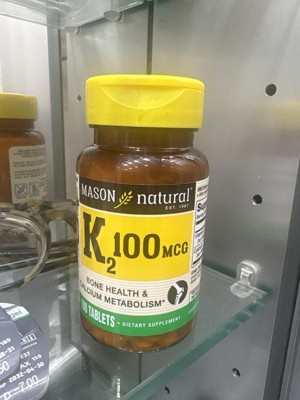 MASON natural®
EST. 1967
K2 100 MCG
BONE HEALTH &
CALCIUM METABOLISM*
TABLETS • DIETARY SUPPLEMENT